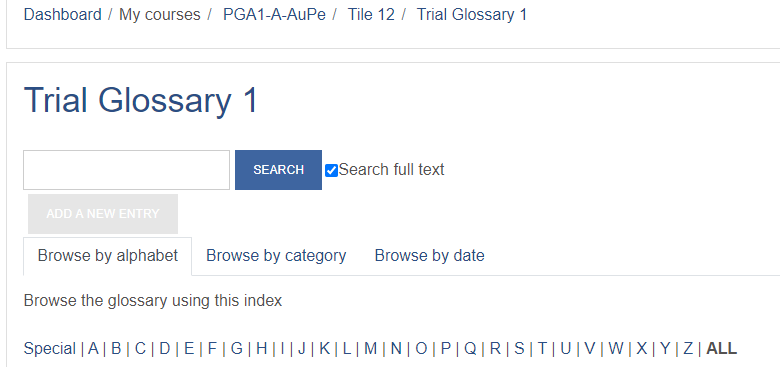 Dashboard / My courses / PGA1-A-AuPe / Tile 12 / Trial Glossary 1
Trial Glossary 1
SEARCH Search full text
ADD A NEW ENTRY
Browse by alphabet Browse by category Browse by date
Browse the glossary using this index
Special | A | B | C | D | E | F | G | H | I | J | K | L | M | N | O | P | Q | R | S | T | U | V | W | X | Y | Z | ALL